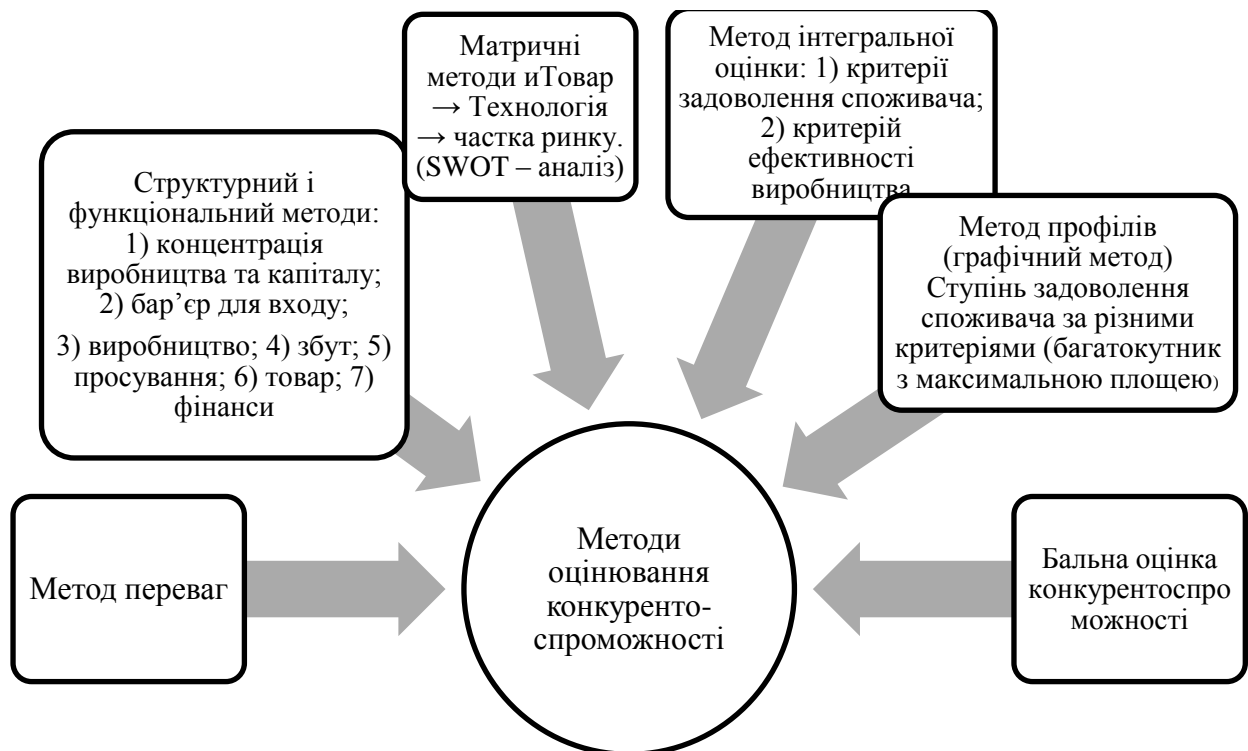 Матричні
методи иТовар
→ Технологія
→ частка ринку.
(SWOT – аналіз)
Метод інтегральної
оцінки: 1) критерії
задоволення споживача;
2) критерій
ефективності
виробництва
Структурний і
функціональний методи:
1) концентрація
виробництва та капіталу;
2) бар’єр для входу;
3) виробництво; 4) збут; 5)
просування; 6) товар; 7)
фінанси
Метод профілів
(графічний метод)
Ступінь задоволення
споживача за різними
критеріями (багатокутник
з максимальною площею)
Метод переваг
Методи
оцінювання
конкуренто-
спроможності
Бальна оцінка
конкурентоспро
можності